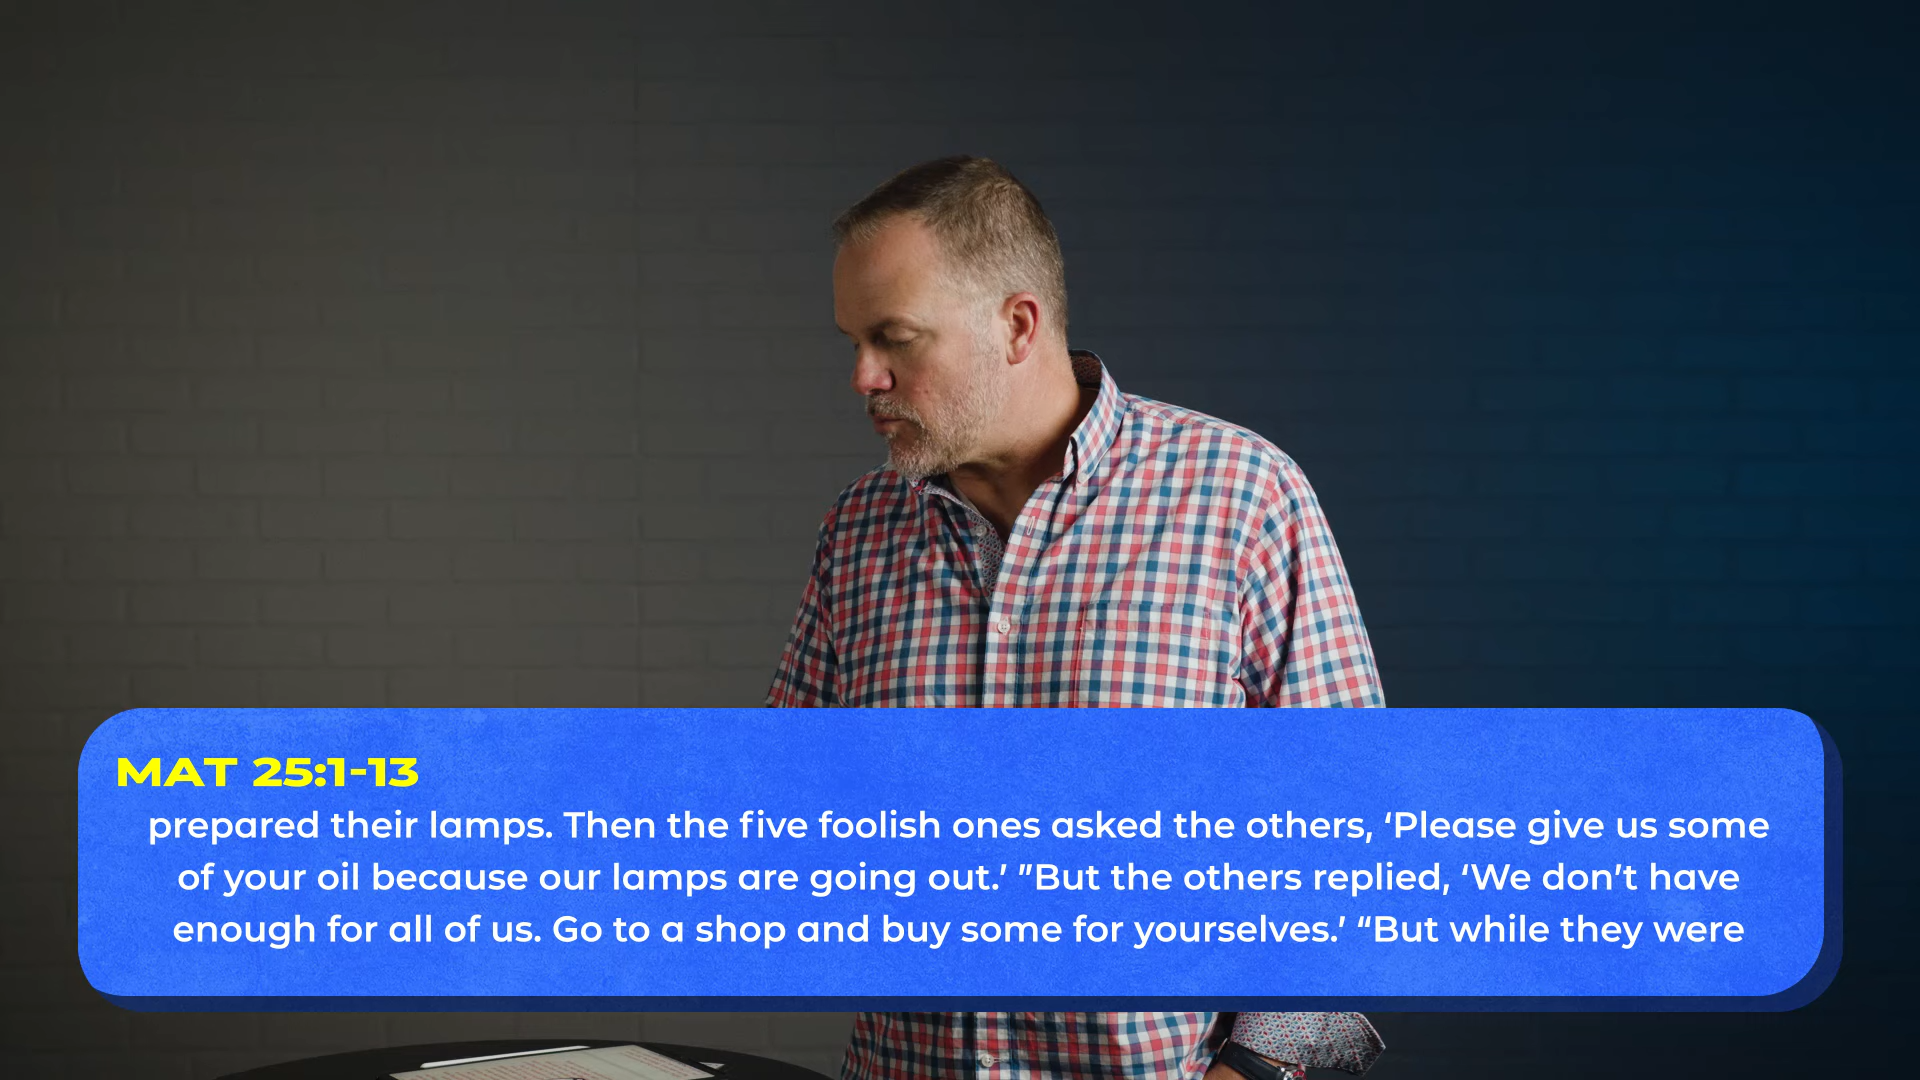 MAT 25:1-13
prepared their lamps. Then the five foolish ones asked the others, ‘Please give us some
of your oil because our lamps are going out.’ "But the others replied, ‘We don’t have
enough for all of us. Go to a shop and buy some for yourselves.’ “But while they were